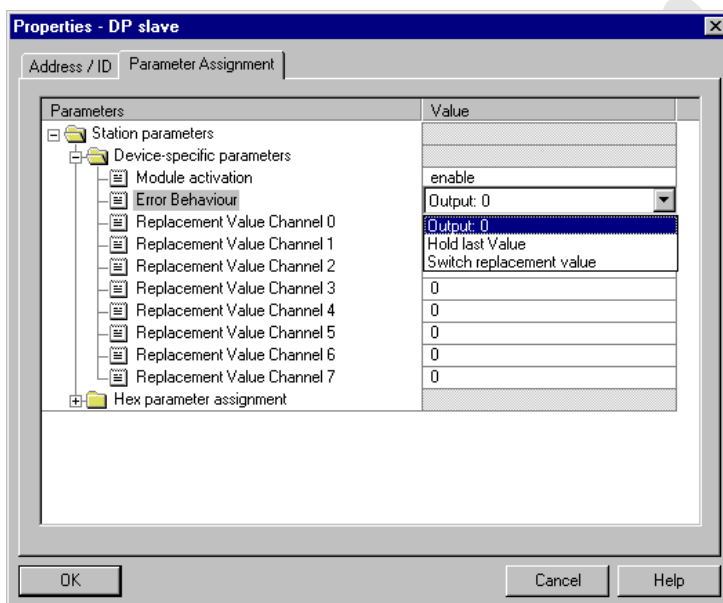 Properties - DP slave
Address / ID Parameter Assignment
Parameters Value
Station parameters
Device-specific parameters
Module activation enable
Error Behaviour Output: 0
Replacement Value Channel 0 Output: 0
Replacement Value Channel 1 Hold last Value
Replacement Value Channel 2 Switch replacement value
Replacement Value Channel 3 0
Replacement Value Channel 4 0
Replacement Value Channel 5 0
Replacement Value Channel 6 0
Replacement Value Channel 7 0
Hex parameter assignment
OK Cancel Help